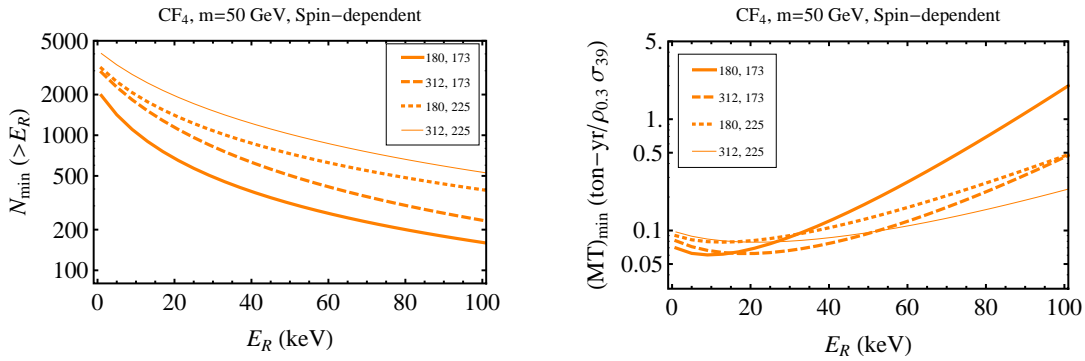 CF4, m=50 GeV, Spin−dependent
5000
2000
1000
500
200
100
0 20 40 60 80 100
Nmin (>ER)
ER (keV)
180, 173
312, 173
180, 225
312, 225
CF4, m=50 GeV, Spin−dependent
5.
1.
0.5
0.1
0.05
0 20 40 60 80 100
(MT)min (ton−yr/ρ0.3 σ39)
ER (keV)
180, 173
312, 173
180, 225
312, 225